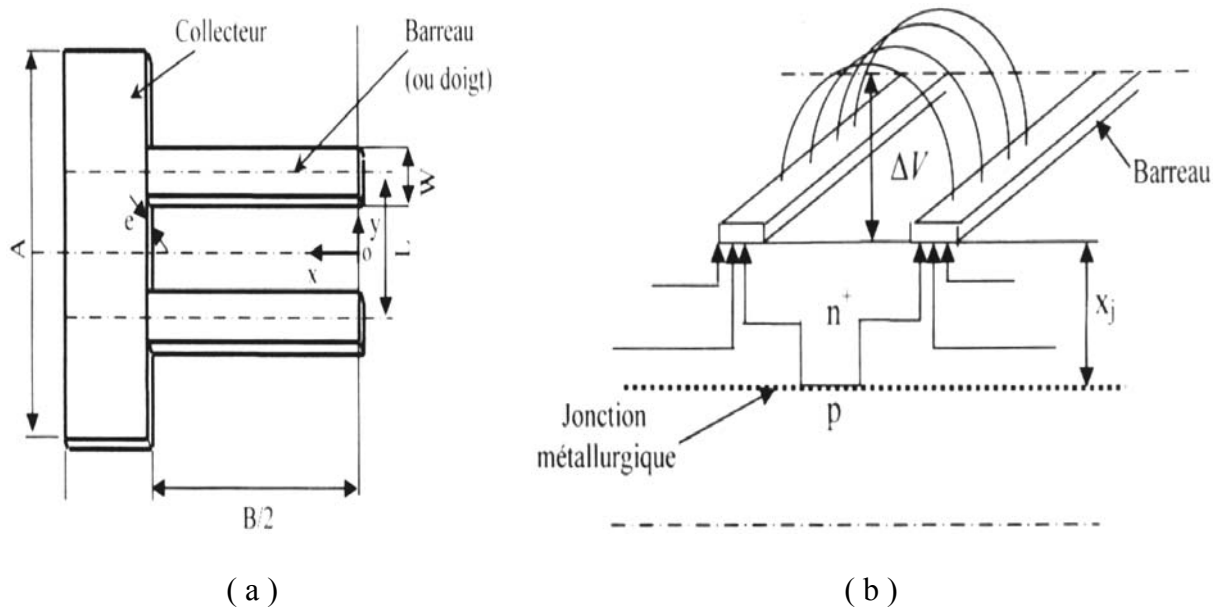 Collecteur
Barreau
(ou doigt)
A
e
W
y
o
L
x
B/2
( a )
ΔV
Barreau
n⁺
xⱼ
p
Jonction
métallurgique
( b )